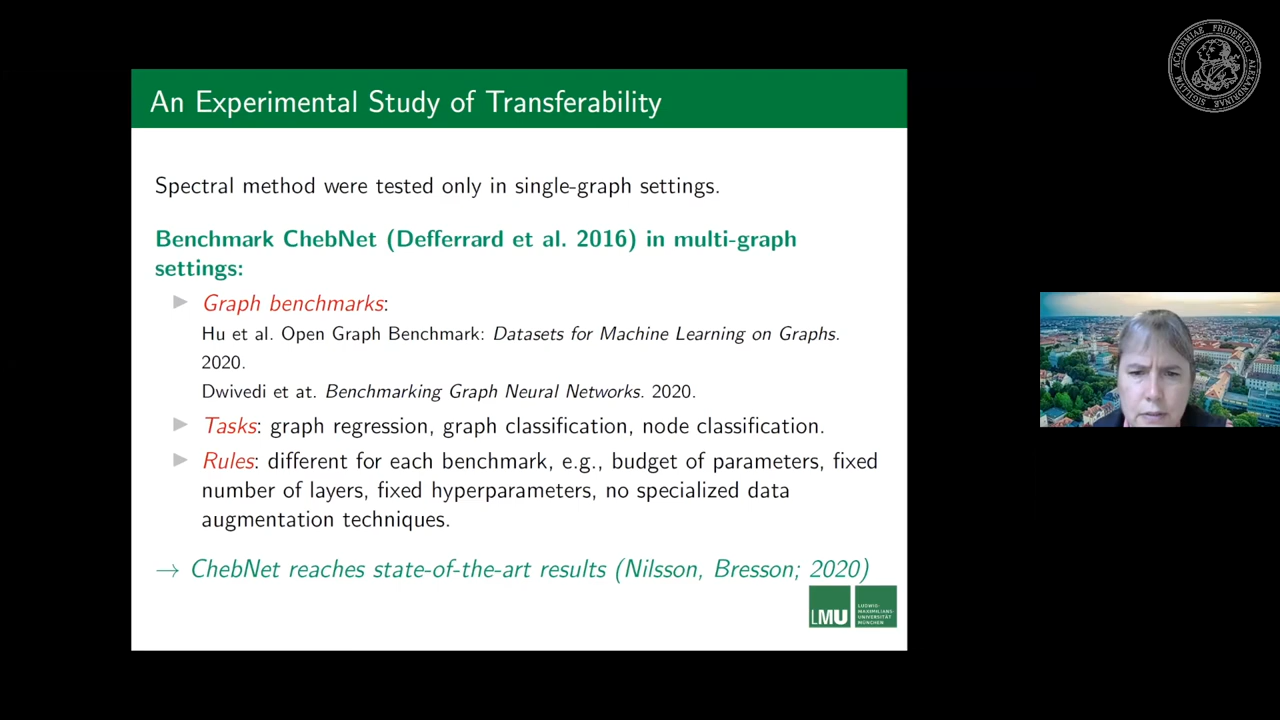 An Experimental Study of Transferability
Spectral method were tested only in single-graph settings.
Benchmark ChebNet (Defferrard et al. 2016) in multi-graph
settings:
Graph benchmarks:
Hu et al. Open Graph Benchmark: Datasets for Machine Learning on Graphs.
2020.
Dwivedi et at. Benchmarking Graph Neural Networks. 2020.
Tasks: graph regression, graph classification, node classification.
Rules: different for each benchmark, e.g., budget of parameters, fixed
number of layers, fixed hyperparameters, no specialized data
augmentation techniques.
→ ChebNet reaches state-of-the-art results (Nilsson, Bresson; 2020)
LMU
LUDWIG-
MAXIMILIANS-
UNIVERSITÄT
MÜNCHEN
ACADEMIAE FRIDERICO
ALEXANDRINAE SIGILLVM